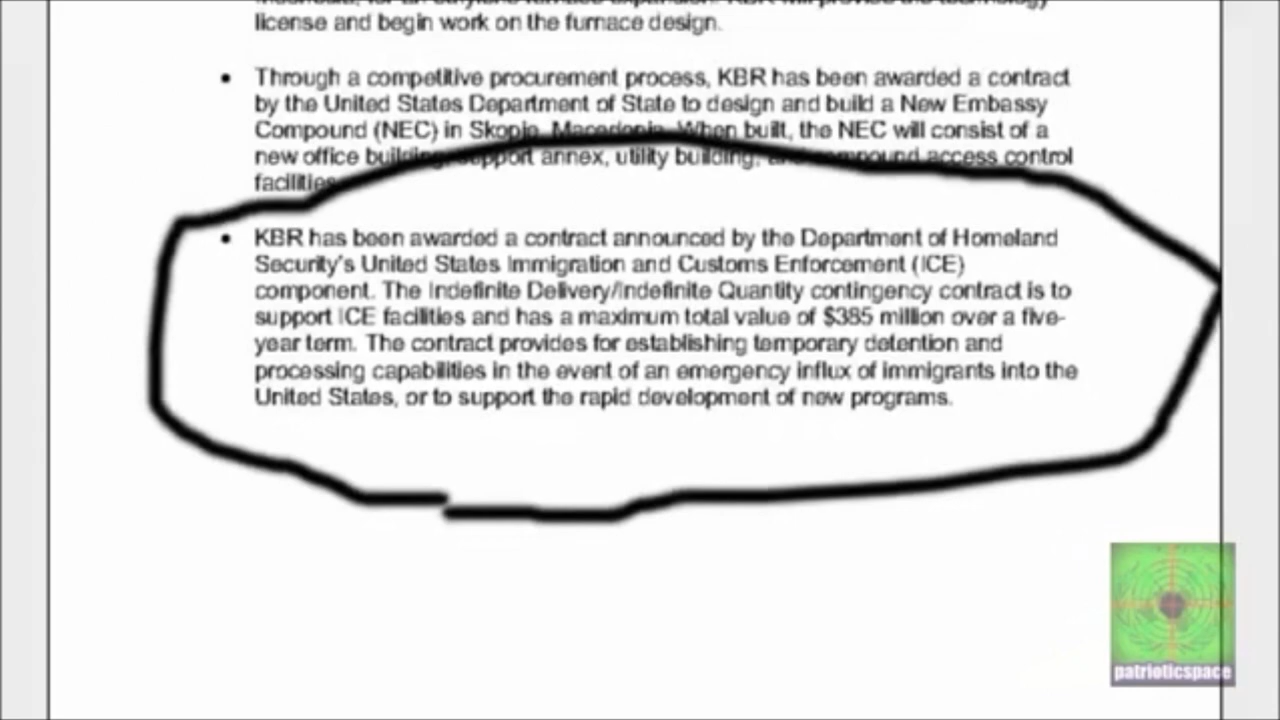 license and begin work on the furnace design.
Through a competitive procurement process, KBR has been awarded a contract
by the United States Department of State to design and build a New Embassy
Compound (NEC) in Skopje, Macedonia. When built, the NEC will consist of a
new office building, support annex, utility building, and compound access control
facilities
KBR has been awarded a contract announced by the Department of Homeland
Security's United States Immigration and Customs Enforcement (ICE)
component. The Indefinite Delivery/Indefinite Quantity contingency contract is to
support ICE facilities and has a maximum total value of $385 million over a five-
year term. The contract provides for establishing temporary detention and
processing capabilities in the event of an emergency influx of immigrants into the
United States, or to support the rapid development of new programs.
patrioticspace